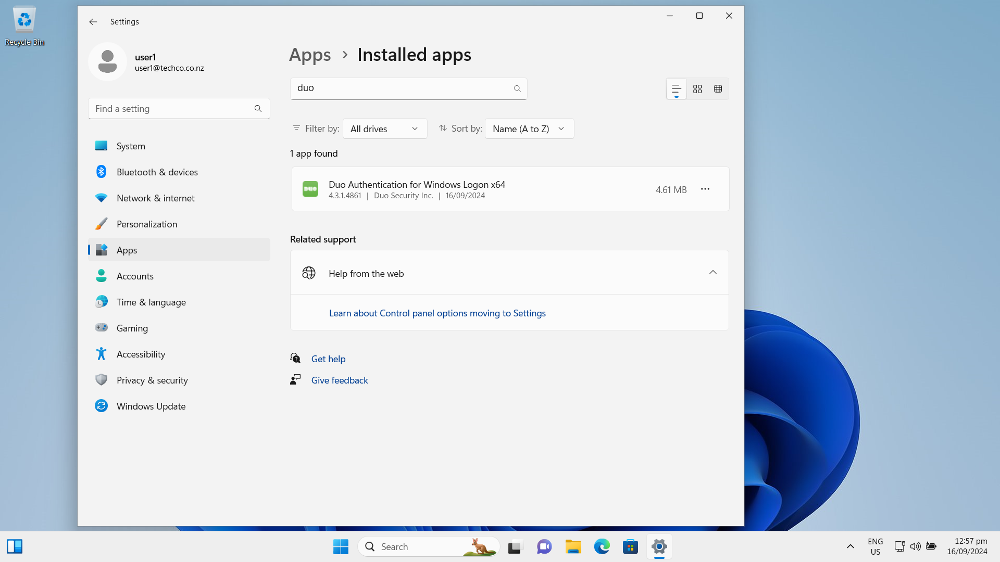 Recycle Bin
Settings
user1
user1@techco.co.nz
Find a setting
System
Bluetooth & devices
Network & internet
Personalization
Apps
Accounts
Time & language
Gaming
Accessibility
Privacy & security
Windows Update
Apps > Installed apps
duo
Filter by: All drives Sort by: Name (A to Z)
1 app found
DUO
Duo Authentication for Windows Logon x64
4.3.1.4861 | Duo Security Inc. | 16/09/2024
4.61 MB
Related support
Help from the web
Learn about Control panel options moving to Settings
Get help
Give feedback
Search
ENG
US
12:57 pm
16/09/2024